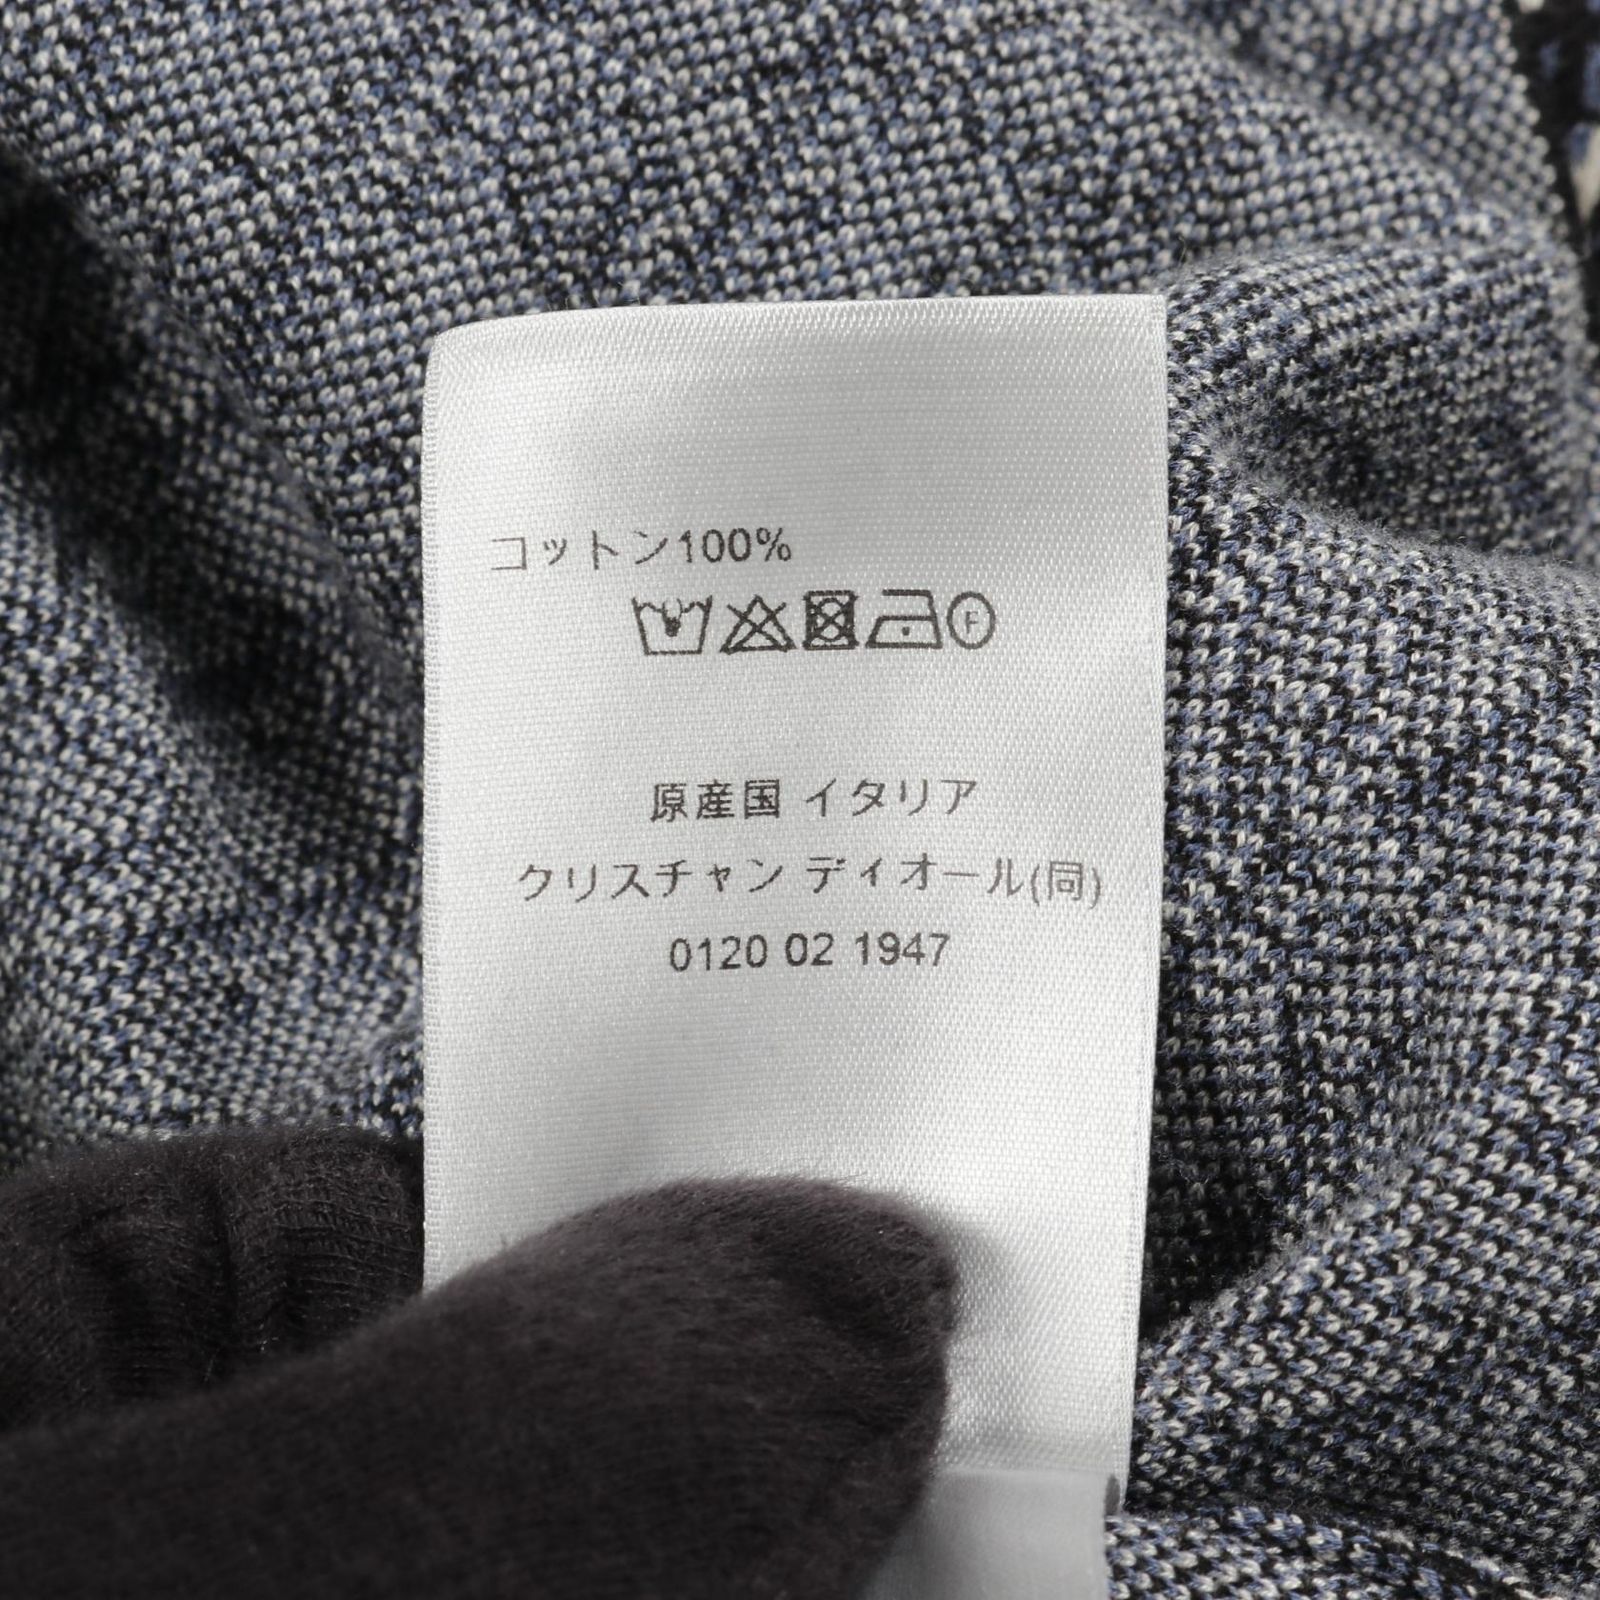 コットン100%
F
原産国 イタリア
クリスチャン ディオール(同)
0120 02 1947